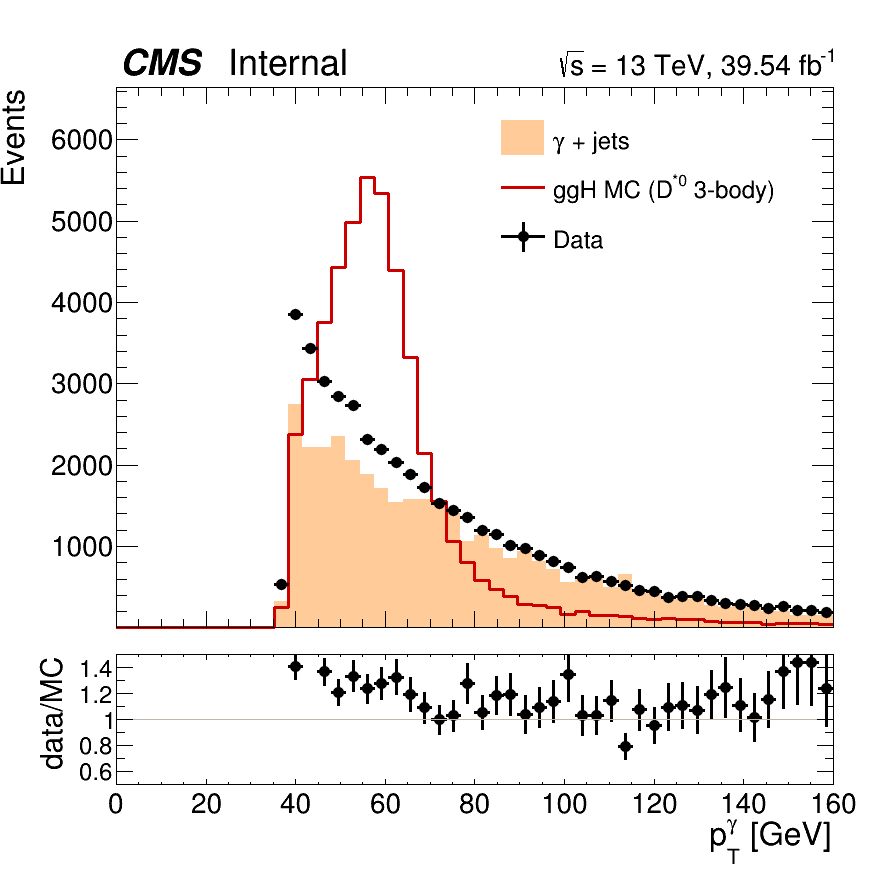 CMS Internal
√s = 13 TeV, 39.54 fb⁻¹
Events
6000
5000
4000
3000
2000
1000
γ + jets
ggH MC (D*⁰ 3-body)
Data
data/MC
1.4
1.2
1
0.8
0.6
0 20 40 60 80 100 120 140 160
p_T^γ [GeV]